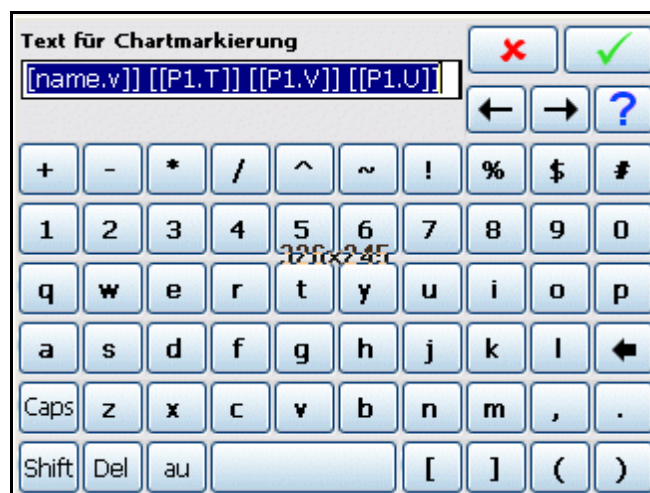 Text für Chartmarkierung
[name.v]] [[P1.T]] [[P1.V]] [[P1.U]]
?
+ - * / ^ ~ ! % $ #
1 2 3 4 5 6 7 8 9 0
q w e r t y u i o p
a s d f g h j k l
Caps z x c v b n m , .
Shift Del au [ ] ( )